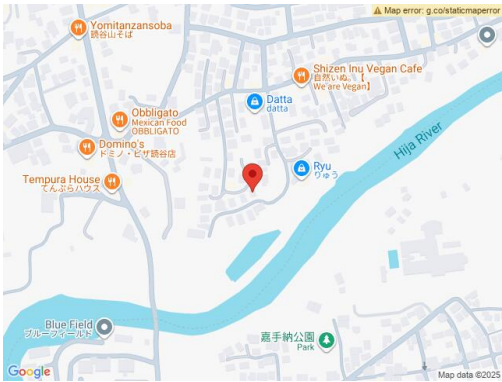 Map error: g.co/staticmaperror
Yomitanzansoba
読谷山そば
Shizen Inu Vegan Cafe
自然いぬ。【
We are Vegan】
Datta
datta
Obbligato
Mexican Food
OBBLIGATO
Domino's
ドミノ・ピザ読谷店
Hija River
Ryu
りゅう
Tempura House
てんぷらハウス
Blue Field
ブルーフィールド
嘉手納公園
Park
Google
Map data ©2025